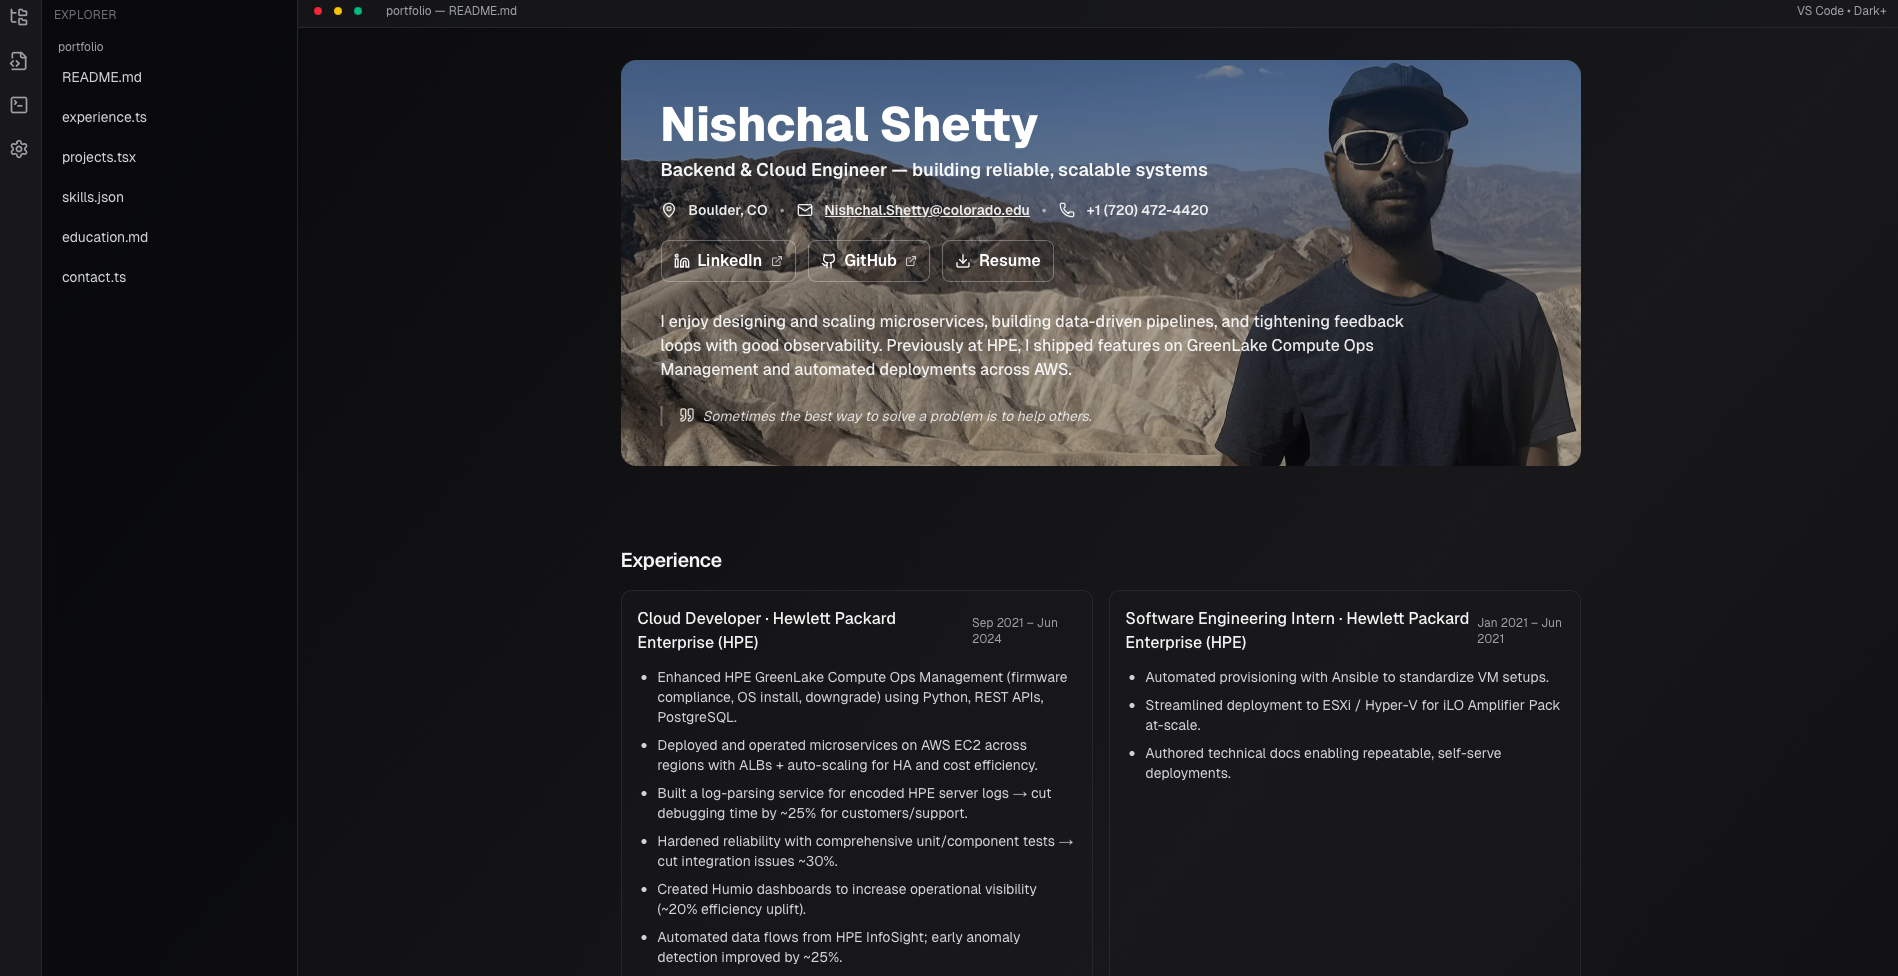 EXPLORER
portfolio
README.md
experience.ts
projects.tsx
skills.json
education.md
contact.ts
portfolio — README.md
VS Code • Dark+
Nishchal Shetty
Backend & Cloud Engineer — building reliable, scalable systems
Boulder, CO • Nishchal.Shetty@colorado.edu • +1 (720) 472-4420
LinkedIn GitHub Resume
I enjoy designing and scaling microservices, building data-driven pipelines, and tightening feedback
loops with good observability. Previously at HPE, I shipped features on GreenLake Compute Ops
Management and automated deployments across AWS.
Sometimes the best way to solve a problem is to help others.
Experience
Cloud Developer · Hewlett Packard
Enterprise (HPE)
Sep 2021 – Jun
2024
• Enhanced HPE GreenLake Compute Ops Management (firmware
compliance, OS install, downgrade) using Python, REST APIs,
PostgreSQL.
• Deployed and operated microservices on AWS EC2 across
regions with ALBs + auto-scaling for HA and cost efficiency.
• Built a log-parsing service for encoded HPE server logs → cut
debugging time by ~25% for customers/support.
• Hardened reliability with comprehensive unit/component tests →
cut integration issues ~30%.
• Created Humio dashboards to increase operational visibility
(~20% efficiency uplift).
• Automated data flows from HPE InfoSight; early anomaly
detection improved by ~25%.
Software Engineering Intern · Hewlett Packard
Enterprise (HPE)
Jan 2021 – Jun
2021
• Automated provisioning with Ansible to standardize VM setups.
• Streamlined deployment to ESXi / Hyper-V for iLO Amplifier Pack
at-scale.
• Authored technical docs enabling repeatable, self-serve
deployments.